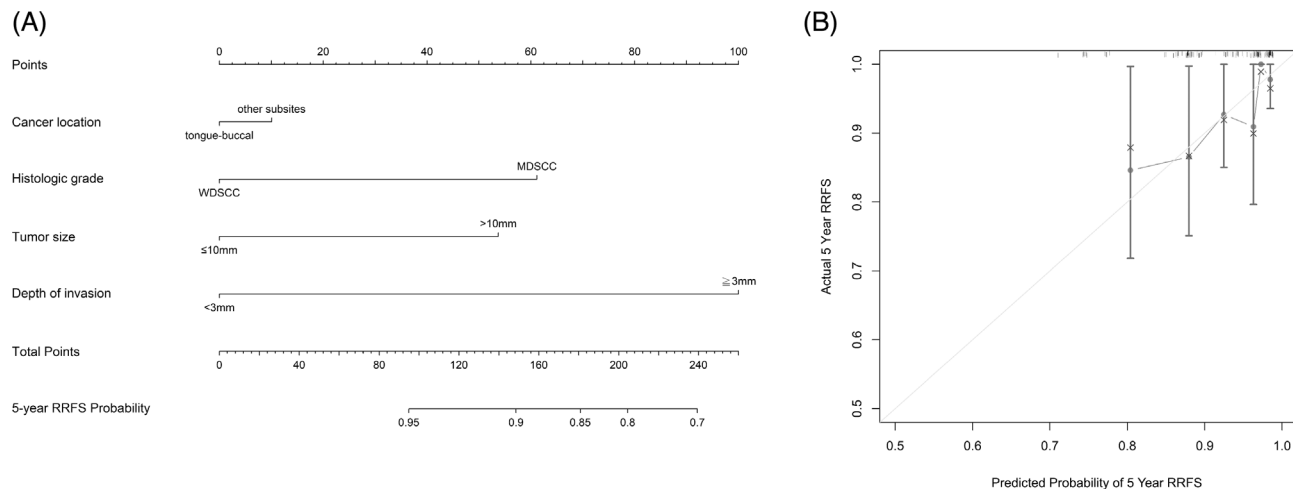 (A)
Points
0 20 40 60 80 100
Cancer location
other subsites
tongue-buccal
Histologic grade
MDSCC
WDSCC
Tumor size
>10mm
≤10mm
Depth of invasion
≧3mm
<3mm
Total Points
0 40 80 120 160 200 240
5-year RRFS Probability
0.95 0.9 0.85 0.8 0.7
(B)
Actual 5 Year RRFS
1.0
0.9
0.8
0.7
0.6
0.5
0.5 0.6 0.7 0.8 0.9 1.0
Predicted Probability of 5 Year RRFS